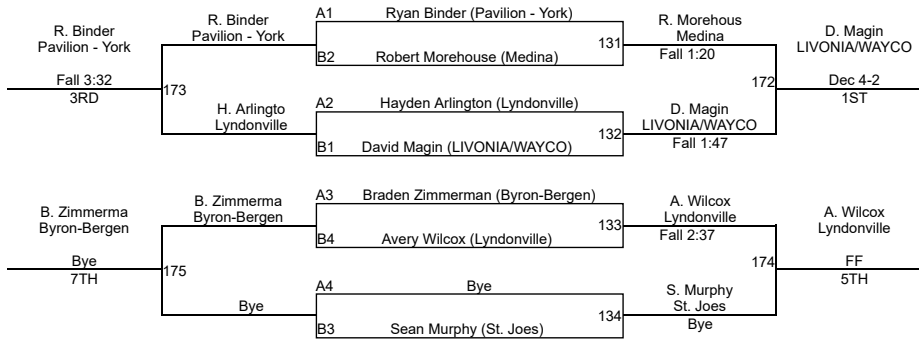 R. Binder
Pavilion - York
Fall 3:32
3RD
R. Binder
Pavilion - York
173
H. Arlingto
Lyndonville
A1
Ryan Binder (Pavilion - York)
B2
Robert Morehouse (Medina)
131
A2
Hayden Arlington (Lyndonville)
B1
David Magin (LIVONIA/WAYCO)
132
R. Morehous
Medina
Fall 1:20
172
D. Magin
LIVONIA/WAYCO
Fall 1:47
D. Magin
LIVONIA/WAYCO
Dec 4-2
1ST
B. Zimmerma
Byron-Bergen
Bye
7TH
B. Zimmerma
Byron-Bergen
175
Bye
A3
Braden Zimmerman (Byron-Bergen)
B4
Avery Wilcox (Lyndonville)
133
A4
Bye
B3
Sean Murphy (St. Joes)
134
A. Wilcox
Lyndonville
Fall 2:37
174
S. Murphy
St. Joes
Bye
A. Wilcox
Lyndonville
FF
5TH